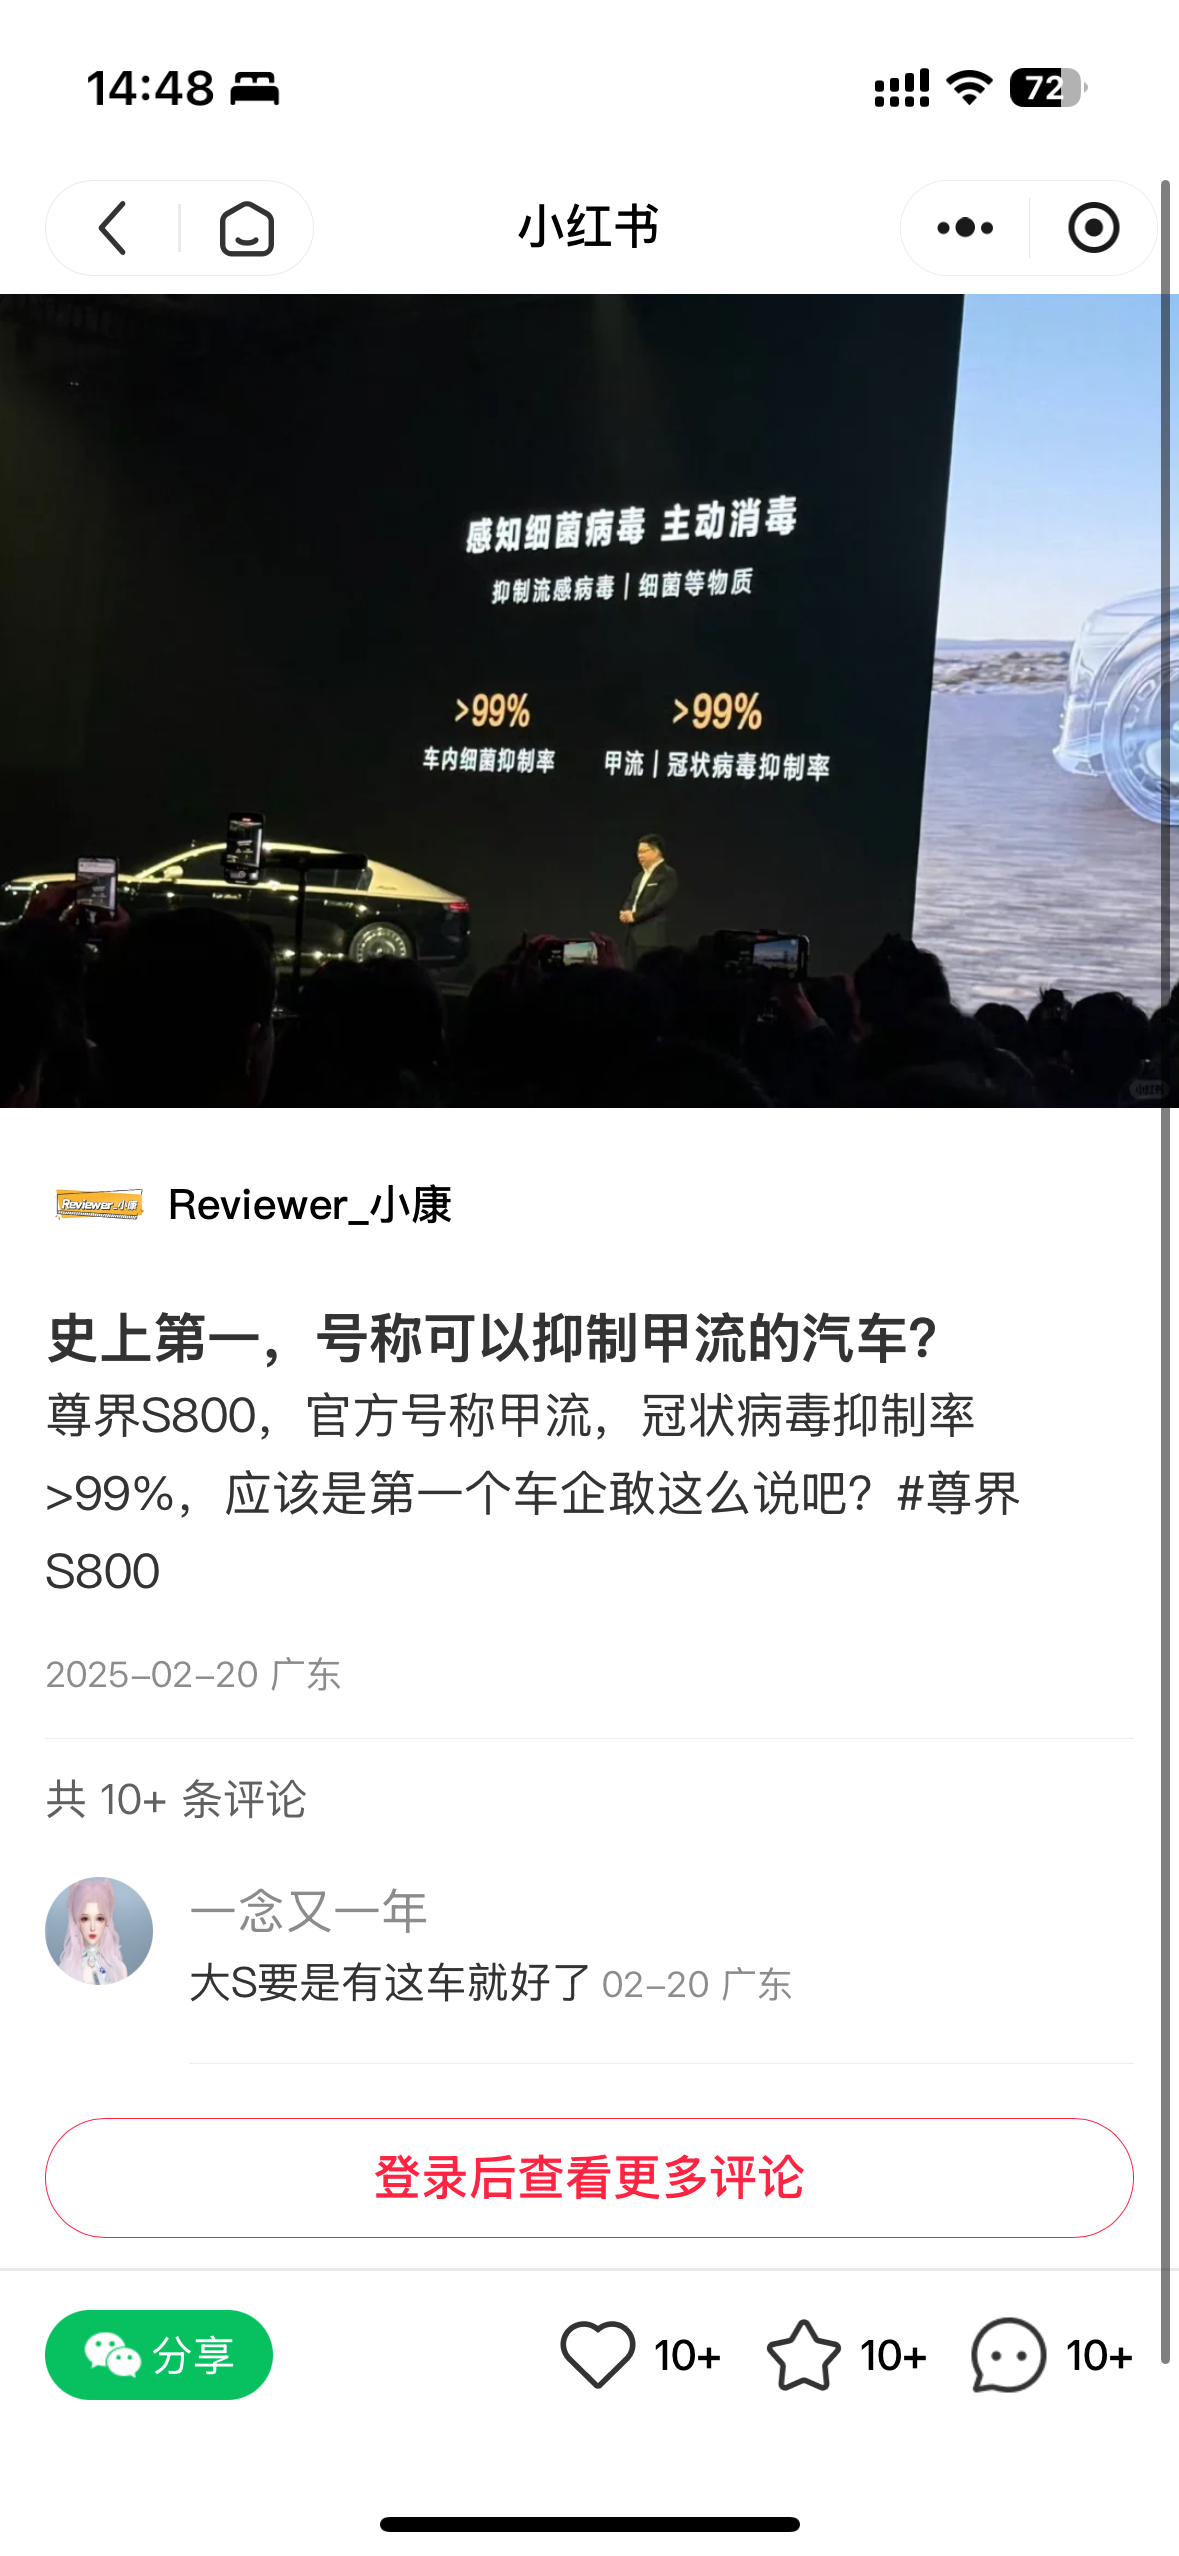 14:48
72
小红书
感知细菌病毒 主动消毒
抑制流感病毒 | 细菌等物质
>99%
>99%
车内细菌抑制率
甲流 | 冠状病毒抑制率
小红书
Reviewer_小康
Reviewer_小康
史上第一，号称可以抑制甲流的汽车?
尊界S800，官方号称甲流，冠状病毒抑制率
>99%，应该是第一个车企敢这么说吧？#尊界
S800
2025-02-20 广东
共 10+ 条评论
一念又一年
大S要是有这车就好了 02-20 广东
登录后查看更多评论
分享
10+
10+
10+